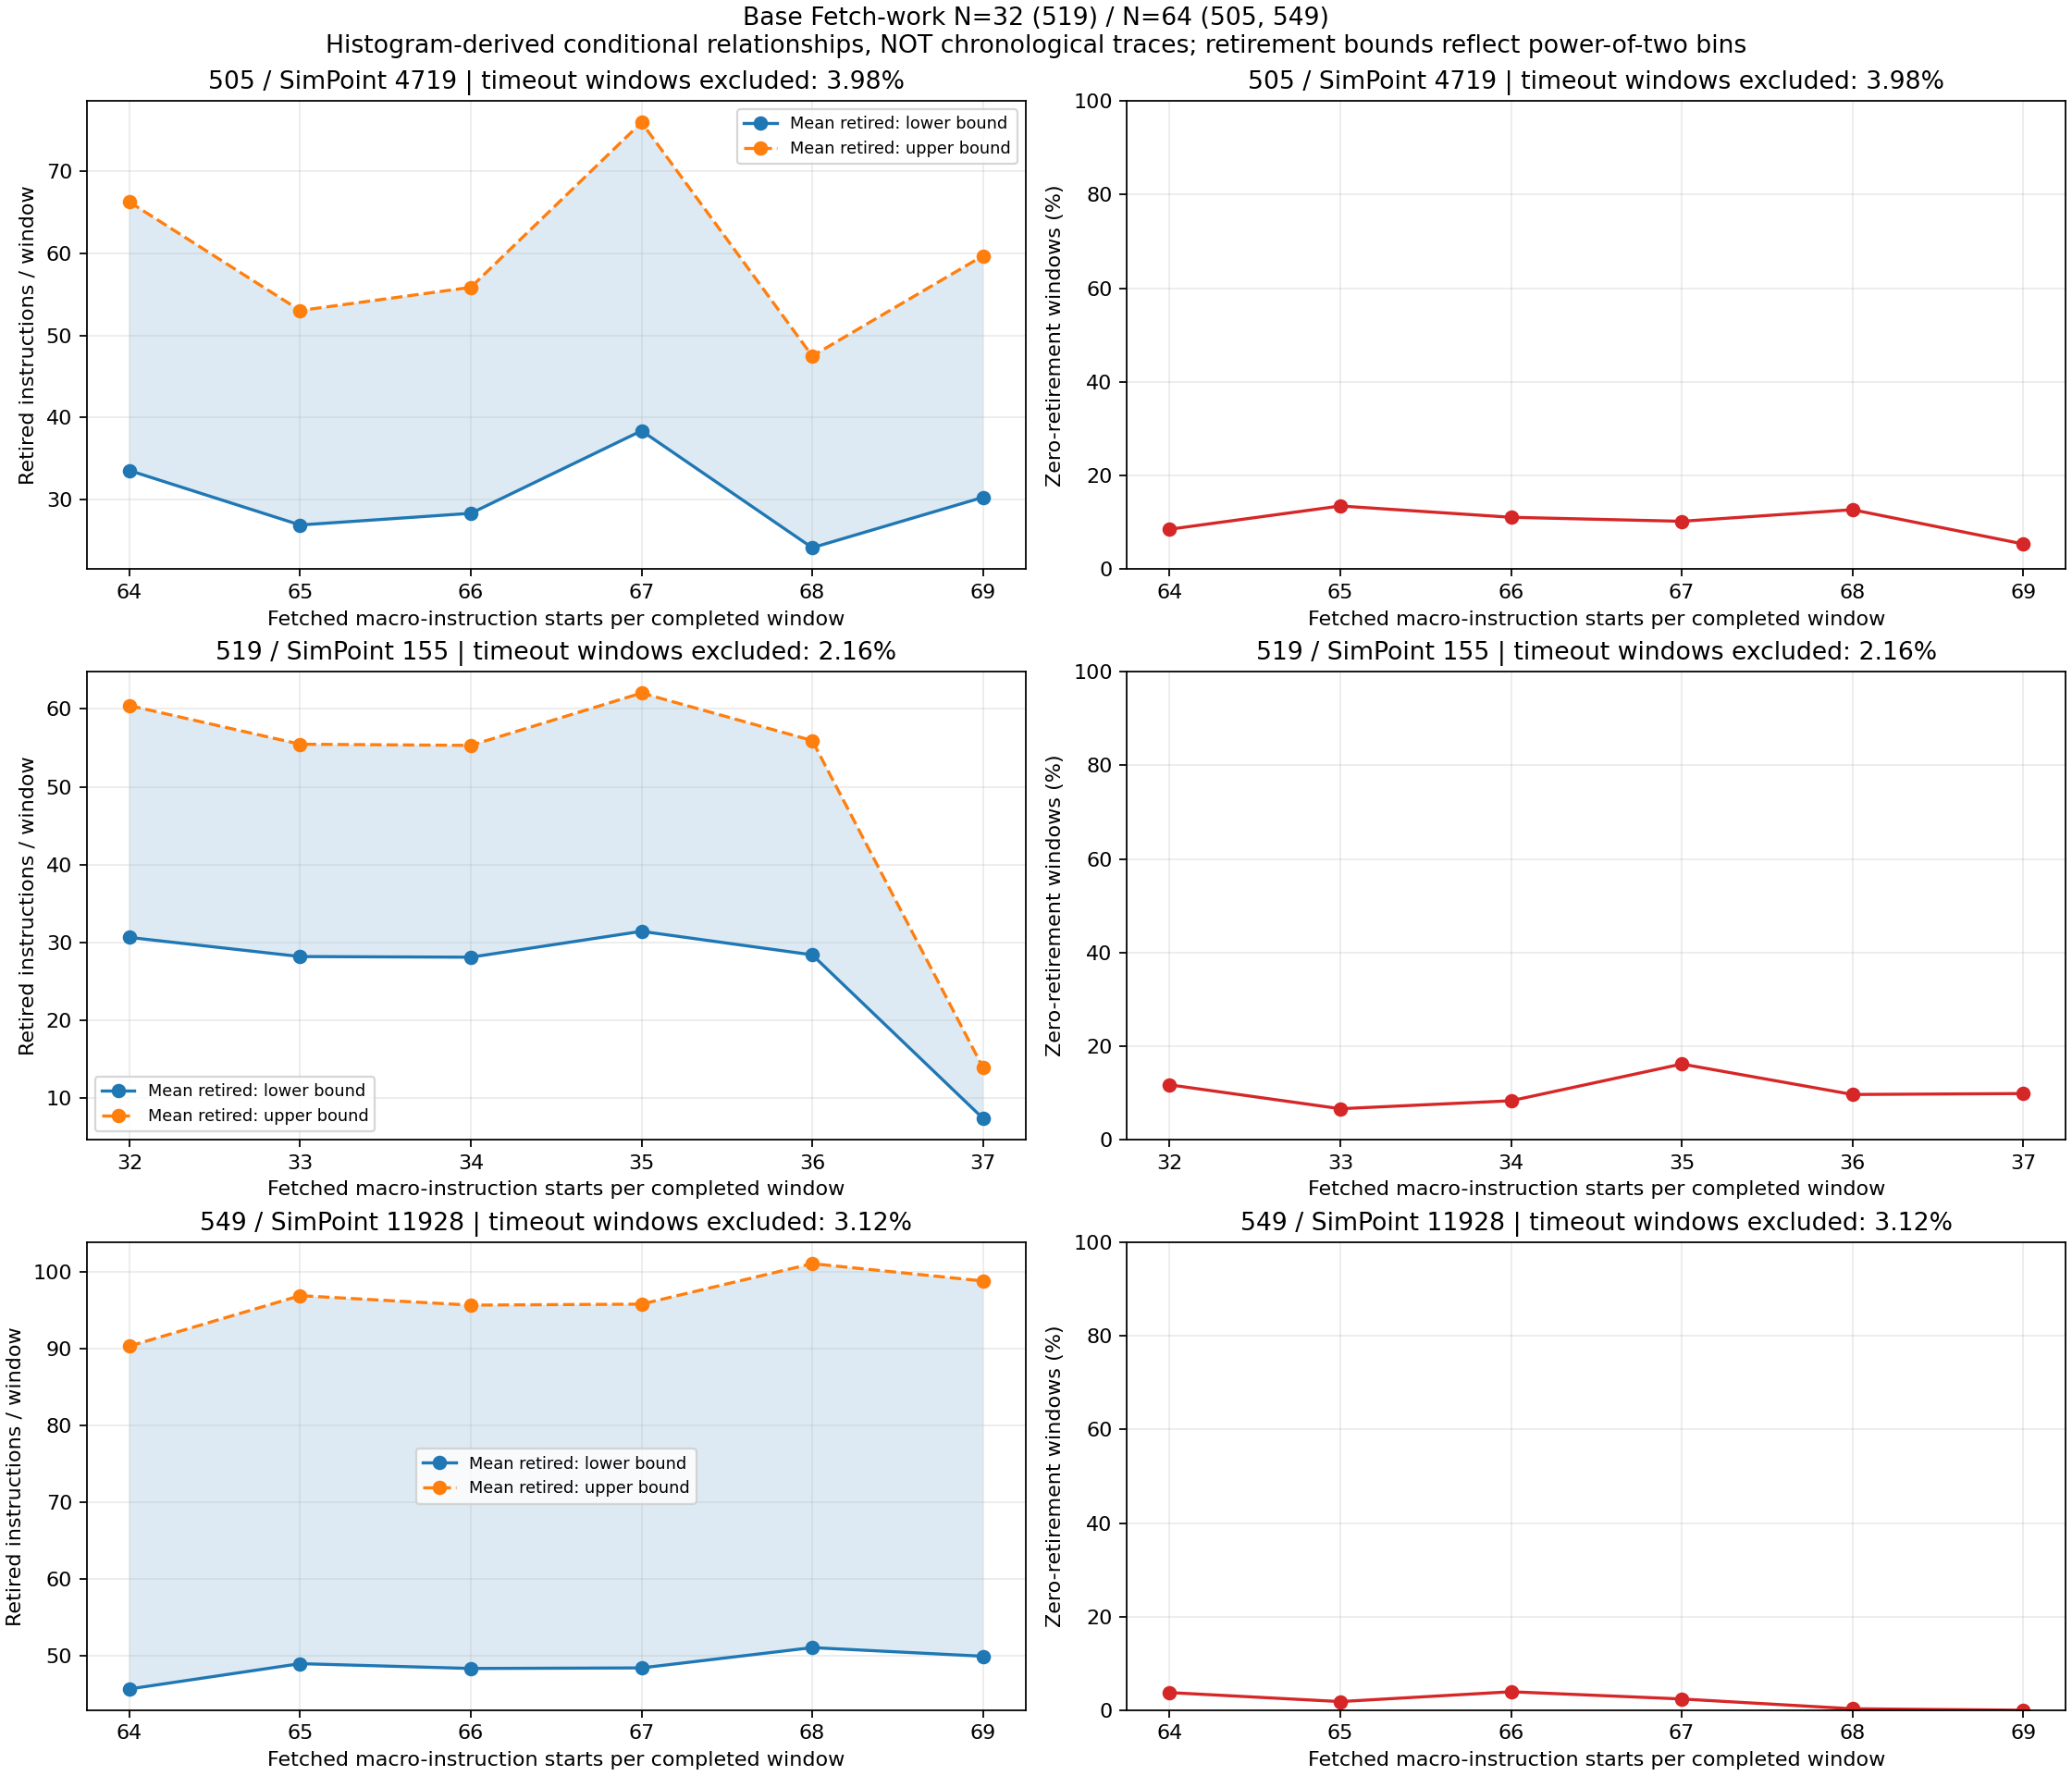 Base Fetch-work N=32 (519) / N=64 (505, 549)
Histogram-derived conditional relationships, NOT chronological traces; retirement bounds reflect power-of-two bins
505 / SimPoint 4719 | timeout windows excluded: 3.98%
Retired instructions / window
70
60
50
40
30
Mean retired: lower bound
Mean retired: upper bound
64 65 66 67 68 69
Fetched macro-instruction starts per completed window
505 / SimPoint 4719 | timeout windows excluded: 3.98%
Zero-retirement windows (%)
100
80
60
40
20
0
64 65 66 67 68 69
Fetched macro-instruction starts per completed window
519 / SimPoint 155 | timeout windows excluded: 2.16%
Retired instructions / window
60
50
40
30
20
10
Mean retired: lower bound
Mean retired: upper bound
32 33 34 35 36 37
Fetched macro-instruction starts per completed window
519 / SimPoint 155 | timeout windows excluded: 2.16%
Zero-retirement windows (%)
100
80
60
40
20
0
32 33 34 35 36 37
Fetched macro-instruction starts per completed window
549 / SimPoint 11928 | timeout windows excluded: 3.12%
Retired instructions / window
100
90
80
70
60
50
Mean retired: lower bound
Mean retired: upper bound
64 65 66 67 68 69
Fetched macro-instruction starts per completed window
549 / SimPoint 11928 | timeout windows excluded: 3.12%
Zero-retirement windows (%)
100
80
60
40
20
0
64 65 66 67 68 69
Fetched macro-instruction starts per completed window